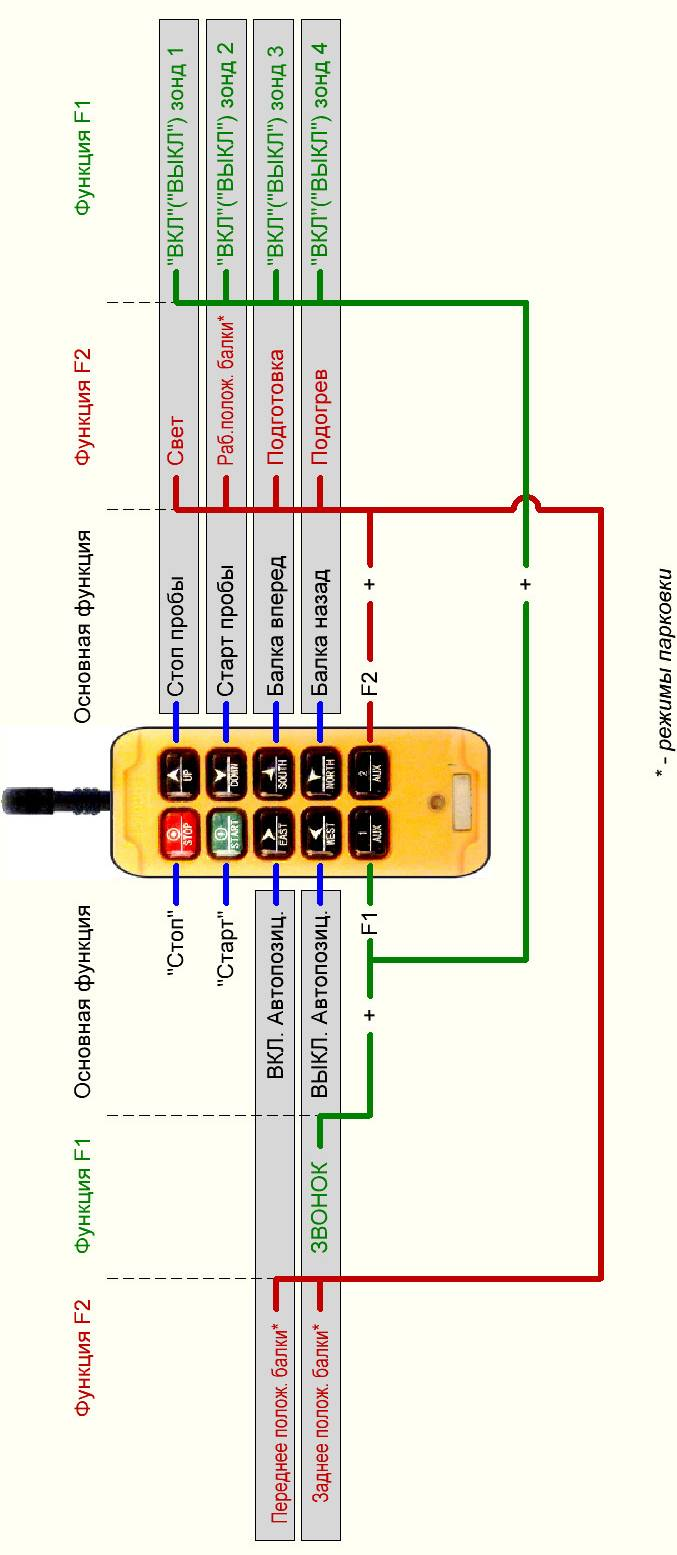 Функция F2 Функция F1 Основная функция Основная функция Функция F2 Функция F1
"Стоп" STOP UP Стоп пробы Свет "ВКЛ"("ВЫКЛ") зонд 1
"Старт" START DOWN Старт пробы Раб.полож. балки* "ВКЛ"("ВЫКЛ") зонд 2
Переднее полож. балки* ВКЛ. Автопозиц. EAST SOUTH Балка вперед Подготовка "ВКЛ"("ВЫКЛ") зонд 3
Заднее полож. балки* ЗВОНОК ВЫКЛ. Автопозиц. WEST NORTH Балка назад Подогрев "ВКЛ"("ВЫКЛ") зонд 4
+ F1 1 AUX 2 AUX F2 +
+
* - режимы парковки